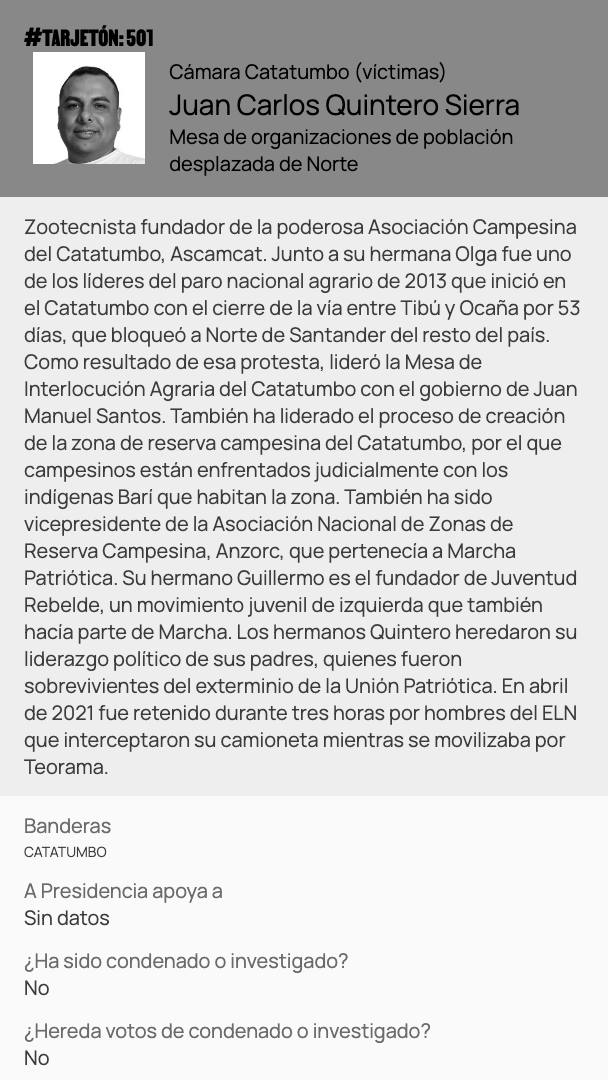 #TARJETÓN: 501
Cámara Catatumbo (víctimas)
Juan Carlos Quintero Sierra
Mesa de organizaciones de población
desplazada de Norte
Zootecnista fundador de la poderosa Asociación Campesina
del Catatumbo, Ascamcat. Junto a su hermana Olga fue uno
de los líderes del paro nacional agrario de 2013 que inició en
el Catatumbo con el cierre de la vía entre Tibú y Ocaña por 53
días, que bloqueó a Norte de Santander del resto del país.
Como resultado de esa protesta, lideró la Mesa de
Interlocución Agraria del Catatumbo con el gobierno de Juan
Manuel Santos. También ha liderado el proceso de creación
de la zona de reserva campesina del Catatumbo, por el que
campesinos están enfrentados judicialmente con los
indígenas Barí que habitan la zona. También ha sido
vicepresidente de la Asociación Nacional de Zonas de
Reserva Campesina, Anzorc, que pertenecía a Marcha
Patriótica. Su hermano Guillermo es el fundador de Juventud
Rebelde, un movimiento juvenil de izquierda que también
hacía parte de Marcha. Los hermanos Quintero heredaron su
liderazgo político de sus padres, quienes fueron
sobrevivientes del exterminio de la Unión Patriótica. En abril
de 2021 fue retenido durante tres horas por hombres del ELN
que interceptaron su camioneta mientras se movilizaba por
Teorama.
Banderas
CATATUMBO
A Presidencia apoya a
Sin datos
¿Ha sido condenado o investigado?
No
¿Hereda votos de condenado o investigado?
No